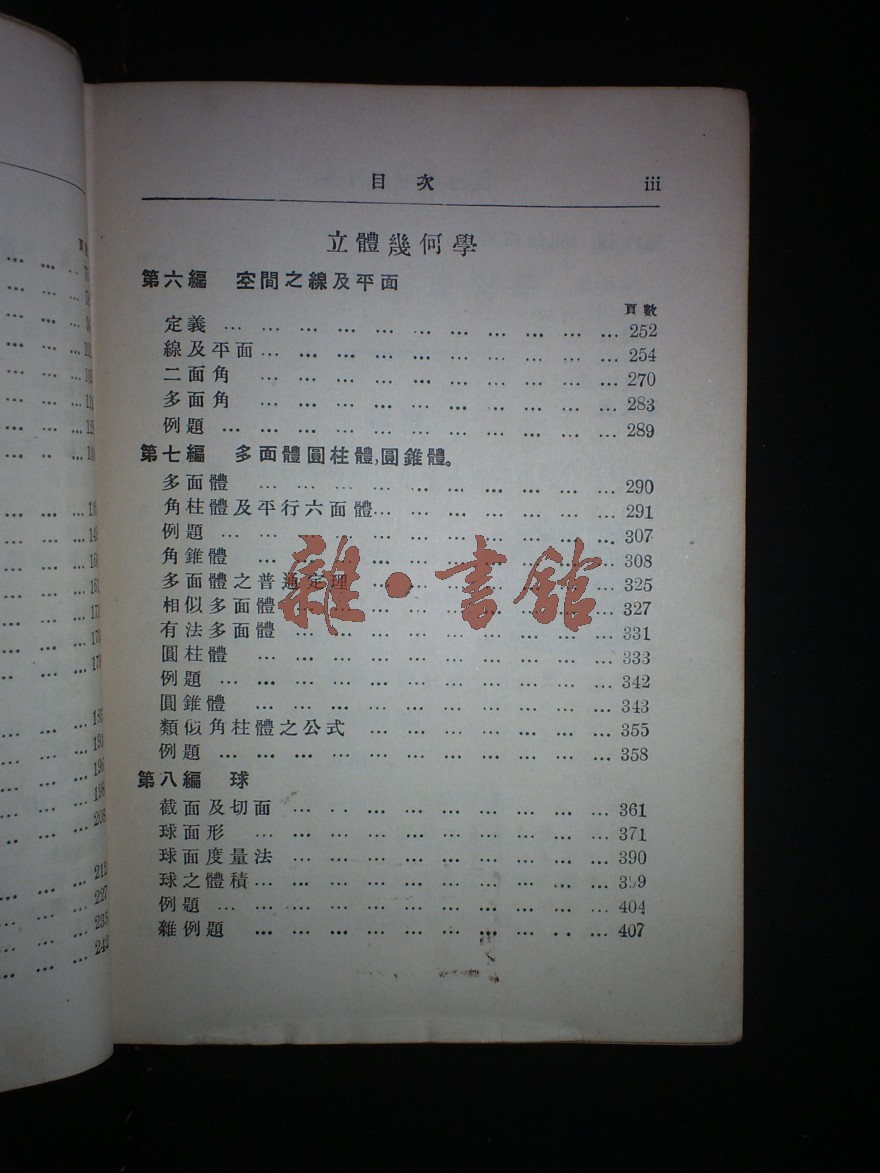 目次 iii
立體幾何學
第六編 空間之線及平面
頁數
定義 … … … … … … … … … … … 252
線及平面 … … … … … … … … … … 254
二面角 … … … … … … … … … … 270
多面角 … … … … … … … … … … 283
例題 … … … … … … … … … … … 289
第七編 多面體圓柱體,圓錐體。
多面體 … … … … … … … … … … 290
角柱體及平行六面體 … … … … … … … 291
例題 … … … … … … … … … … … 307
角錐體 … … … … … … … … … … 308
多面體之普通定理 … … … … … … … 325
相似多面體 … … … … … … … … … 327
有法多面體 … … … … … … … … … 331
圓柱體 … … … … … … … … … … 333
例題 … … … … … … … … … … … 342
圓錐體 … … … … … … … … … … 343
類似角柱體之公式 … … … … … … … 355
例題 … … … … … … … … … … … 358
第八編 球
截面及切面 … … … … … … … … … 361
球面形 … … … … … … … … … … 371
球面度量法 … … … … … … … … … 390
球之體積 … … … … … … … … … … 399
例題 … … … … … … … … … … … 404
雜例題 … … … … … … … … … … 407
雜·書館